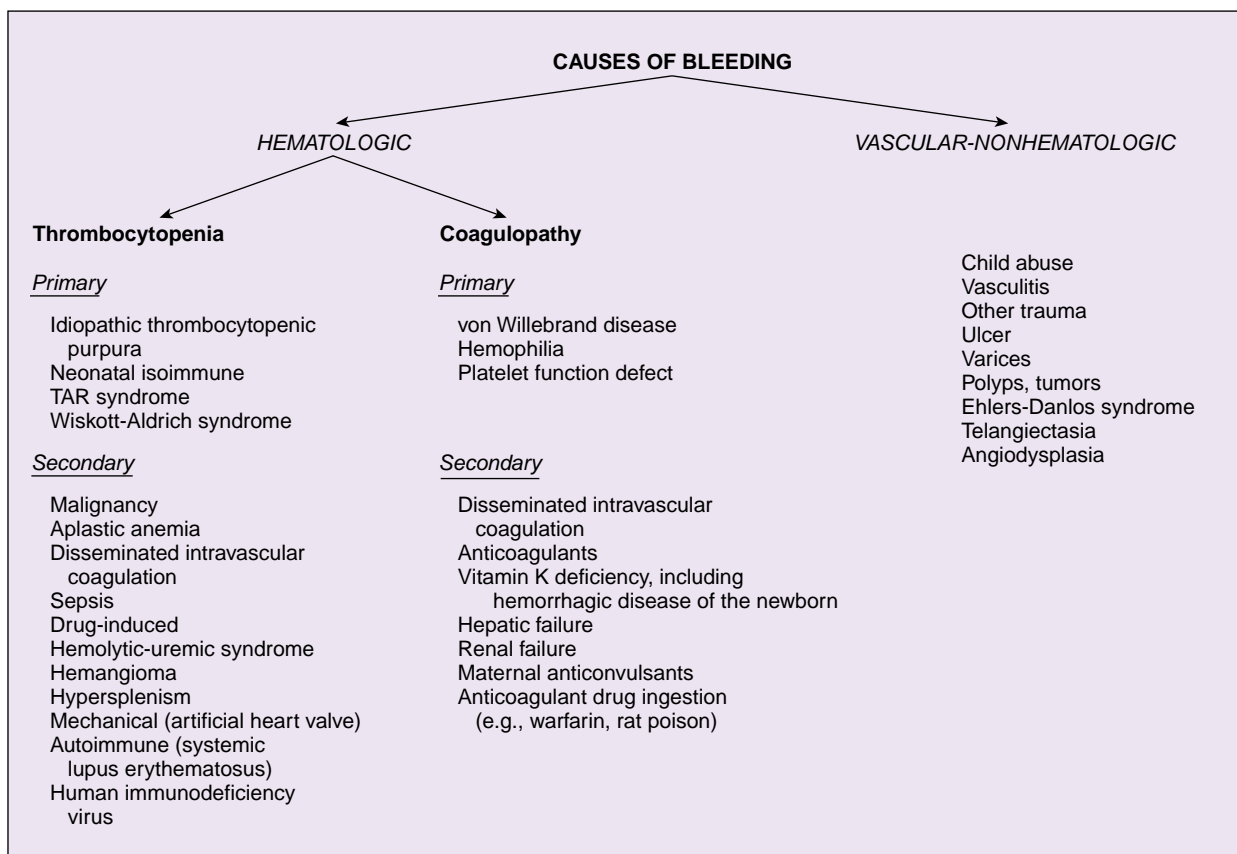 CAUSES OF BLEEDING
HEMATOLOGIC
VASCULAR-NONHEMATOLOGIC
Thrombocytopenia
Primary
Idiopathic thrombocytopenic
purpura
Neonatal isoimmune
TAR syndrome
Wiskott-Aldrich syndrome
Secondary
Malignancy
Aplastic anemia
Disseminated intravascular
coagulation
Sepsis
Drug-induced
Hemolytic-uremic syndrome
Hemangioma
Hypersplenism
Mechanical (artificial heart valve)
Autoimmune (systemic
lupus erythematosus)
Human immunodeficiency
virus
Coagulopathy
Primary
von Willebrand disease
Hemophilia
Platelet function defect
Secondary
Disseminated intravascular
coagulation
Anticoagulants
Vitamin K deficiency, including
hemorrhagic disease of the newborn
Hepatic failure
Renal failure
Maternal anticonvulsants
Anticoagulant drug ingestion
(e.g., warfarin, rat poison)
Child abuse
Vasculitis
Other trauma
Ulcer
Varices
Polyps, tumors
Ehlers-Danlos syndrome
Telangiectasia
Angiodysplasia